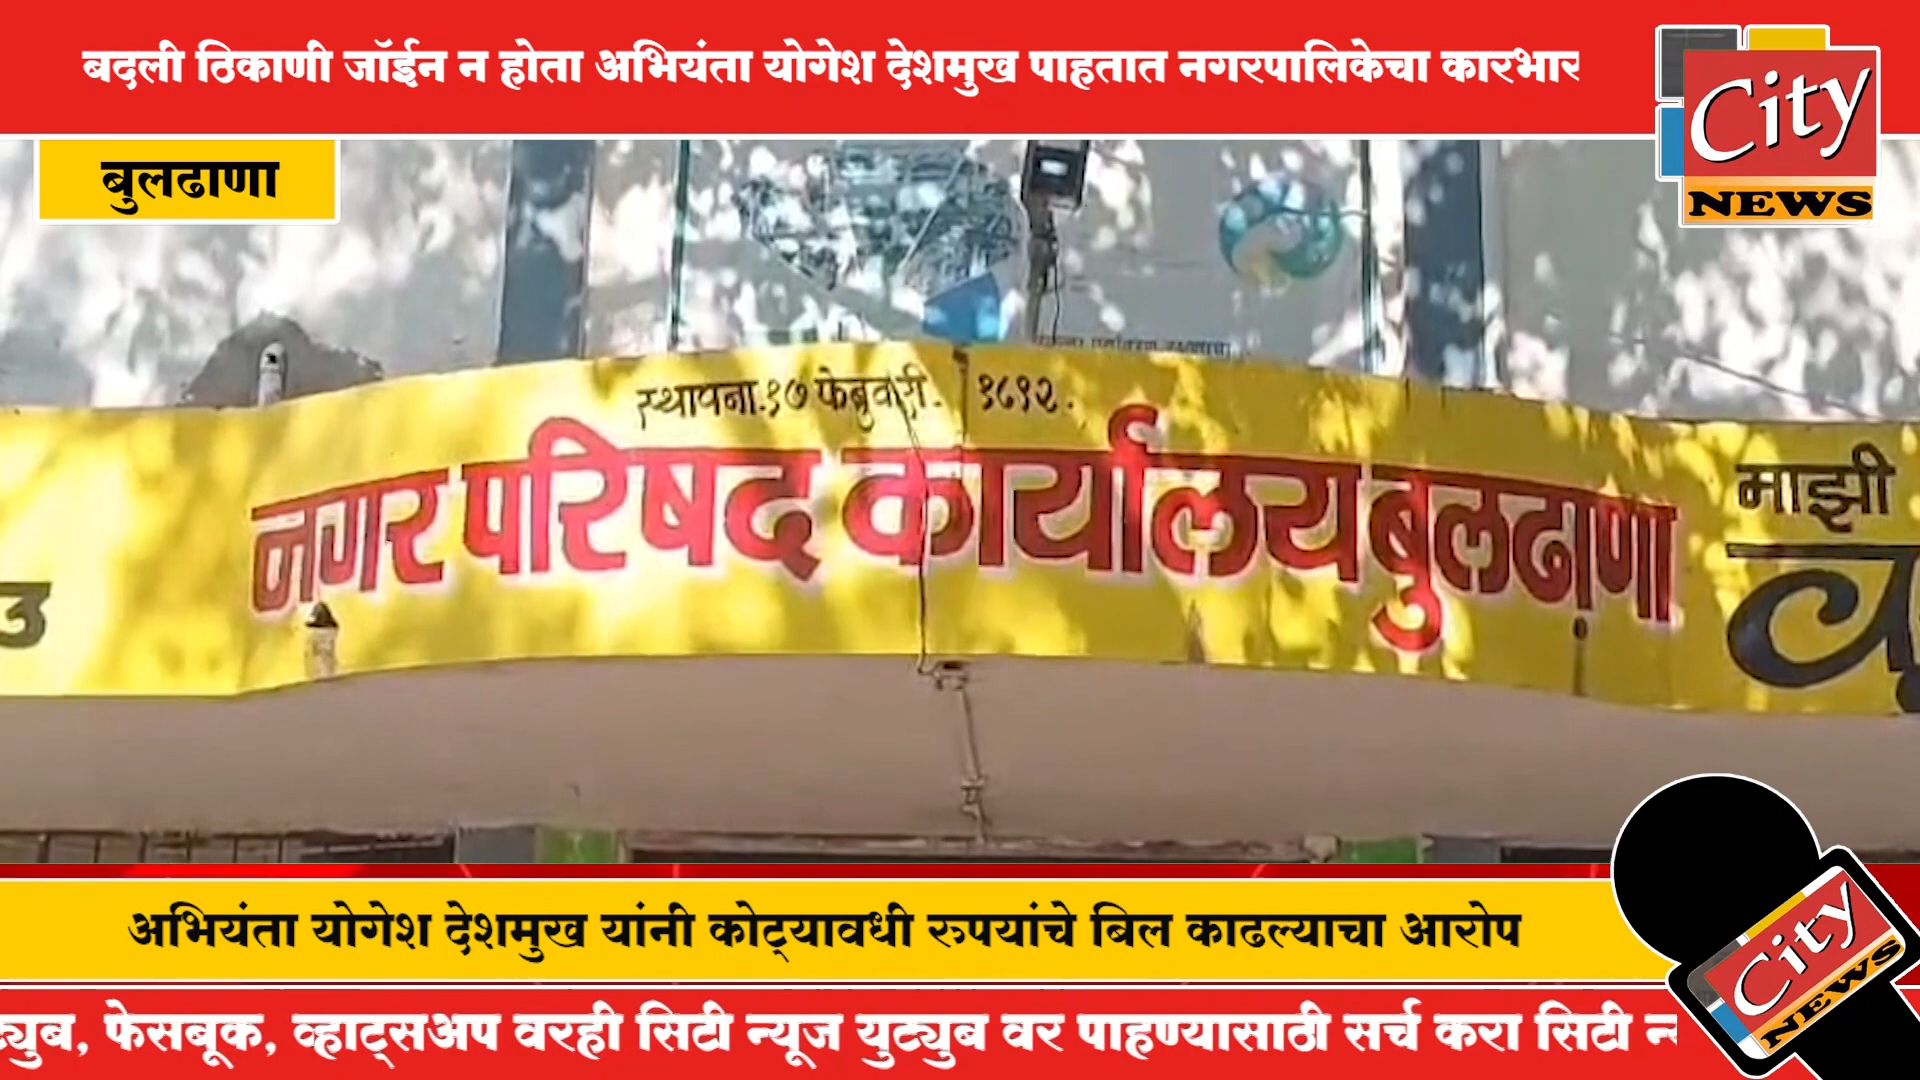 बदली ठिकाणी जॉईन न होता अभियंता योगेश देशमुख पाहतात नगरपालिकेचा कारभार
City
NEWS
बुलढाणा
स्थापना.१७ फेब्रुवारी. १८९२.
नगर परिषद कार्यालय बुलढाणा
माझी
व
उ
अभियंता योगेश देशमुख यांनी कोट्यावधी रुपयांचे बिल काढल्याचा आरोप
City
NEWS
ट्युब, फेसबूक, व्हाट्सअप वरही सिटी न्यूज युट्युब वर पाहण्यासाठी सर्च करा सिटी